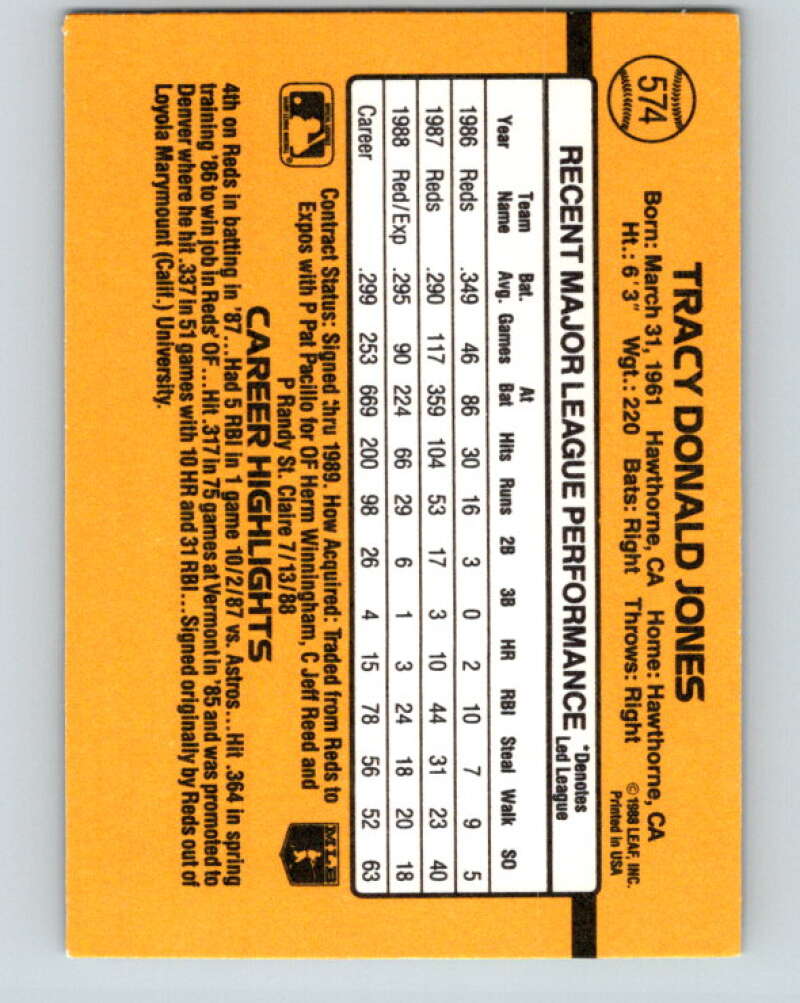 574
TRACY DONALD JONES
Born: March 31, 1961 Hawthorne, CA Home: Hawthorne, CA
Ht.: 6'3" Wgt.: 220 Bats: Right Throws: Right
© 1988 LEAF, INC.
Printed in USA
RECENT MAJOR LEAGUE PERFORMANCE *Denotes Led League
Year Team Name Bat. Avg. Games At Bat Hits Runs 2B 3B HR RBI Steal Walk SO
1986 Reds .349 46 86 30 16 3 0 2 10 7 9 5
1987 Reds .290 117 359 104 53 17 3 10 44 31 23 40
1988 Red/Exp .295 90 224 66 29 6 1 3 24 18 20 18
Career .299 253 669 200 98 26 4 15 78 56 52 63
Contract Status: Signed thru 1989. How Acquired: Traded from Reds to
Expos with P Pat Pacillo for OF Herm Winningham, C Jeff Reed and
P Randy St. Claire 7/13/88
MLB
CAREER HIGHLIGHTS
4th on Reds in batting in '87...Had 5 RBI in 1 game 10/2/87 vs. Astros...Hit .364 in spring
training '86 to win job in Reds' OF...Hit .317 in 75 games at Vermont in '85 and was promoted to
Denver where he hit .337 in 51 games with 10 HR and 31 RBI...Signed originally by Reds out of
Loyola Marymount (Calif.) University.